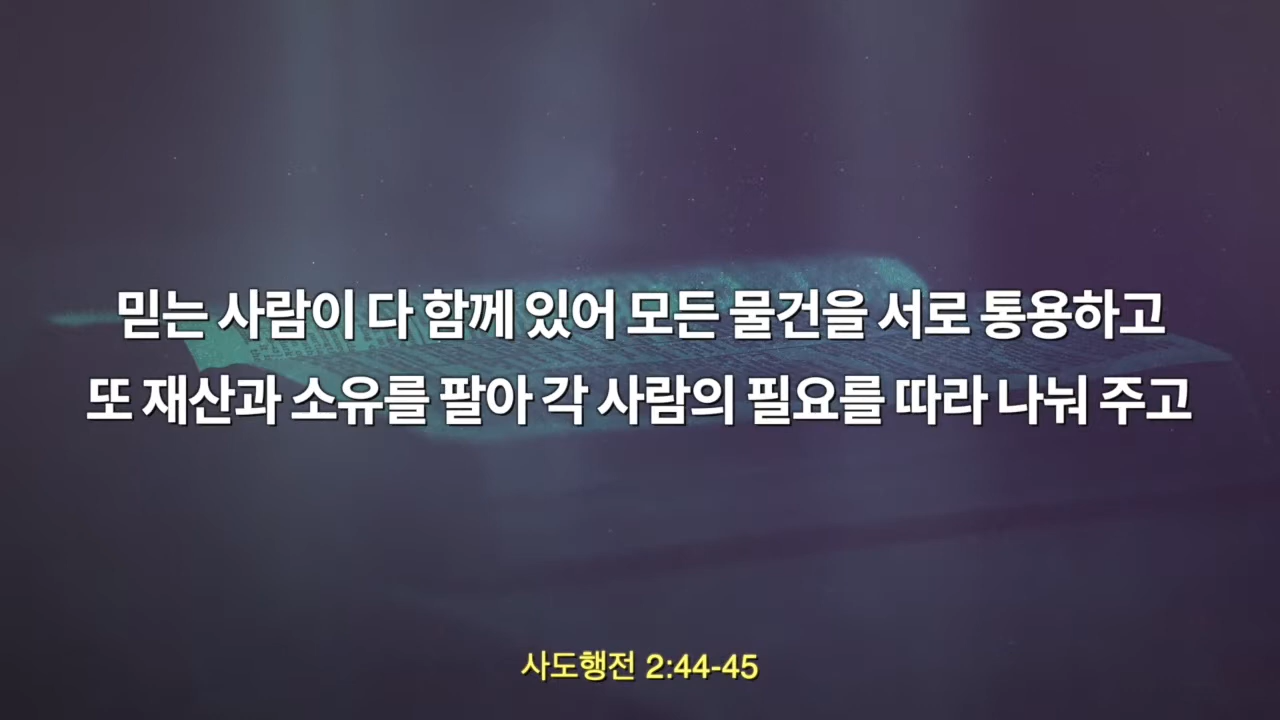 믿는 사람이 다 함께 있어 모든 물건을 서로 통용하고
또 재산과 소유를 팔아 각 사람의 필요를 따라 나눠 주고
사도행전 2:44-45